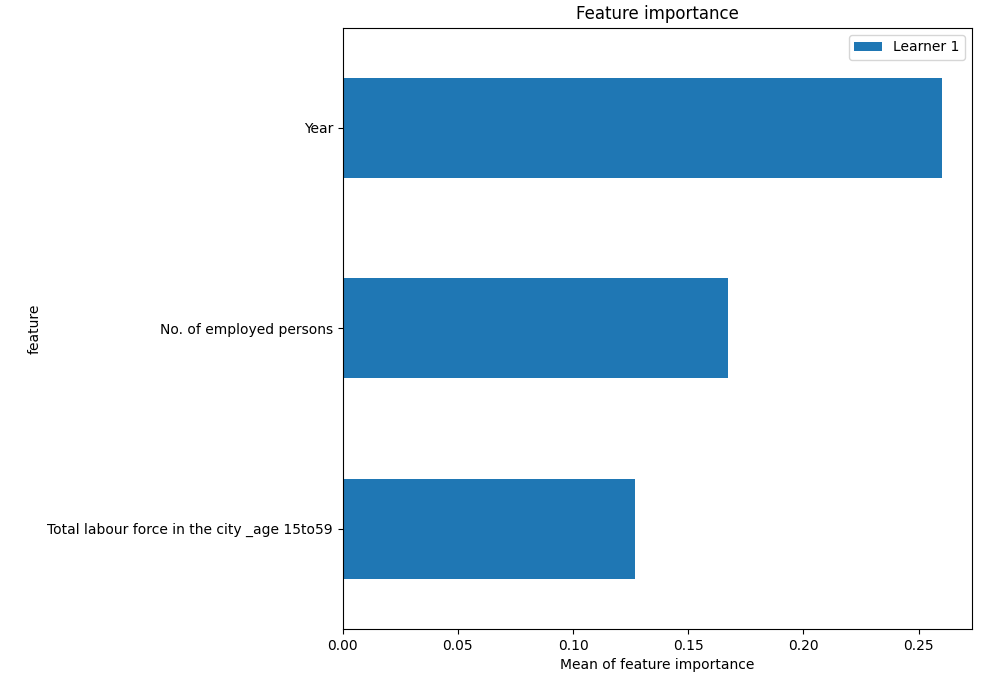 Feature importance
Learner 1
Year
No. of employed persons
Total labour force in the city _age 15to59
feature
0.00 0.05 0.10 0.15 0.20 0.25
Mean of feature importance